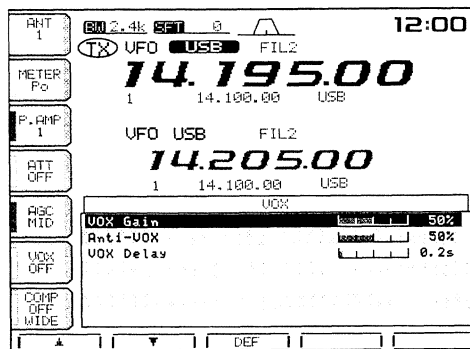 ANT
1
BW 2.4k SFT 0
12:00
TX VFO USB FIL2
14.195.00
1 14.100.00 USB
METER
Po
P.AMP
1
VFO USB FIL2
14.205.00
1 14.100.00 USB
ATT
OFF
AGC
MID
VOX
VOX Gain 50%
Anti-VOX 50%
VOX Delay 0.2s
VOX
OFF
COMP
OFF
WIDE
DEF